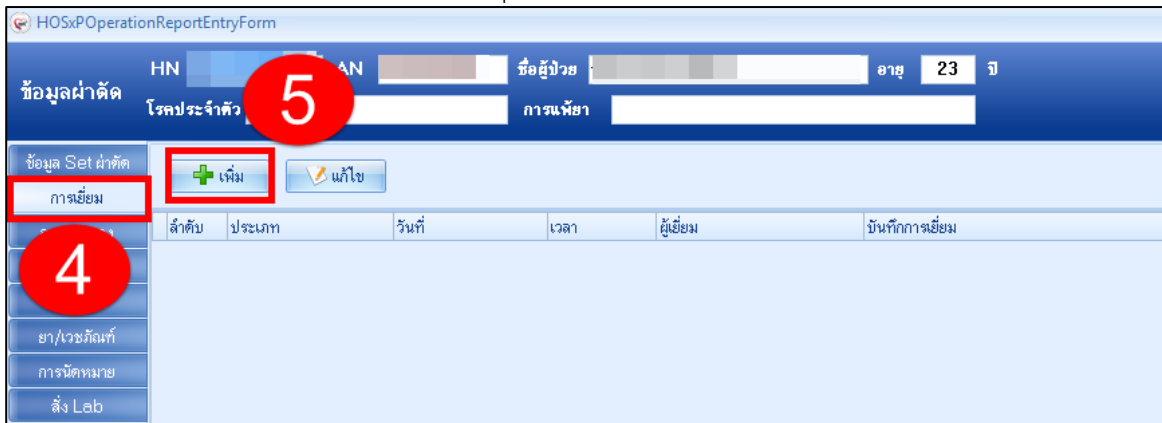 HOSxPOperationReportEntryForm
HN AN ชื่อผู้ป่วย อายุ 23 ปี
ข้อมูลผ่าตัด
โรคประจำตัว การแพ้ยา
5
ข้อมูล Set ผ่าตัด
เพิ่ม แก้ไข
การเยี่ยม
ลำดับ ประเภท วันที่ เวลา ผู้เยี่ยม บันทึกการเยี่ยม
4
ยา/เวชภัณฑ์
การนัดหมาย
สั่ง Lab